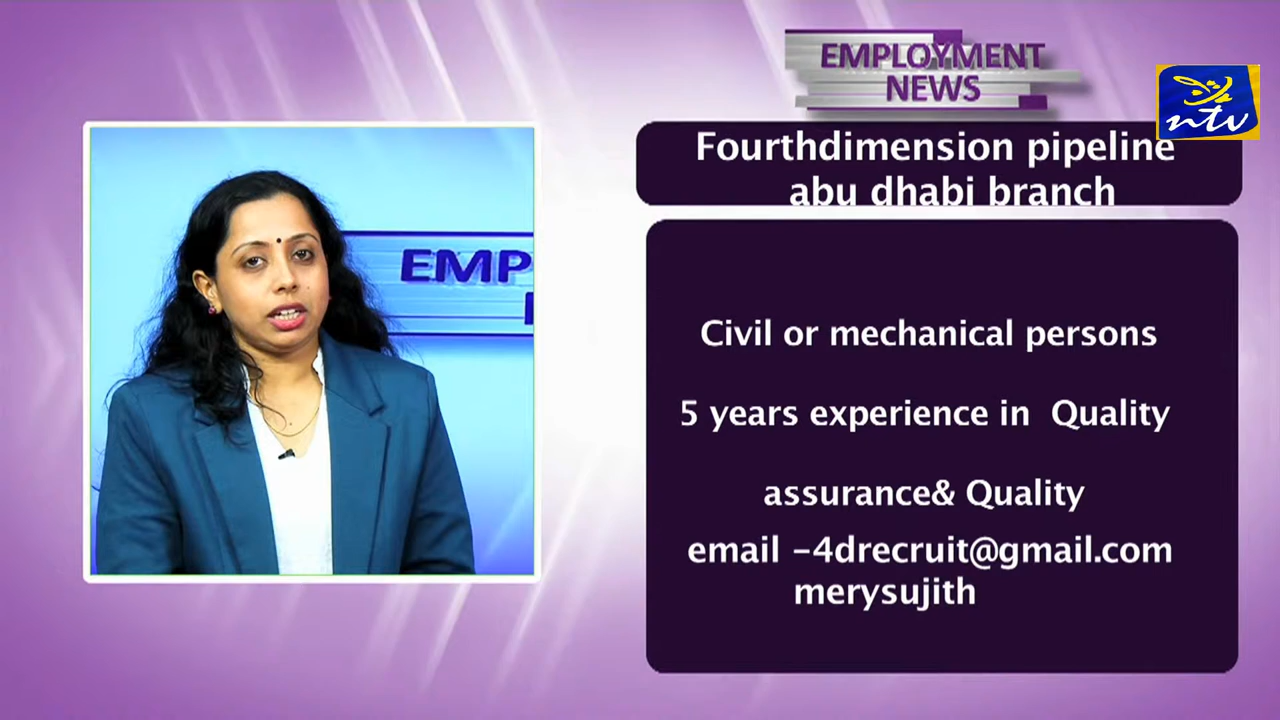 EMPLOYMENT
NEWS
ntv
Fourthdimension pipeline
abu dhabi branch
EMP
Civil or mechanical persons
5 years experience in  Quality
assurance& Quality
email -4drecruit@gmail.com
merysujith